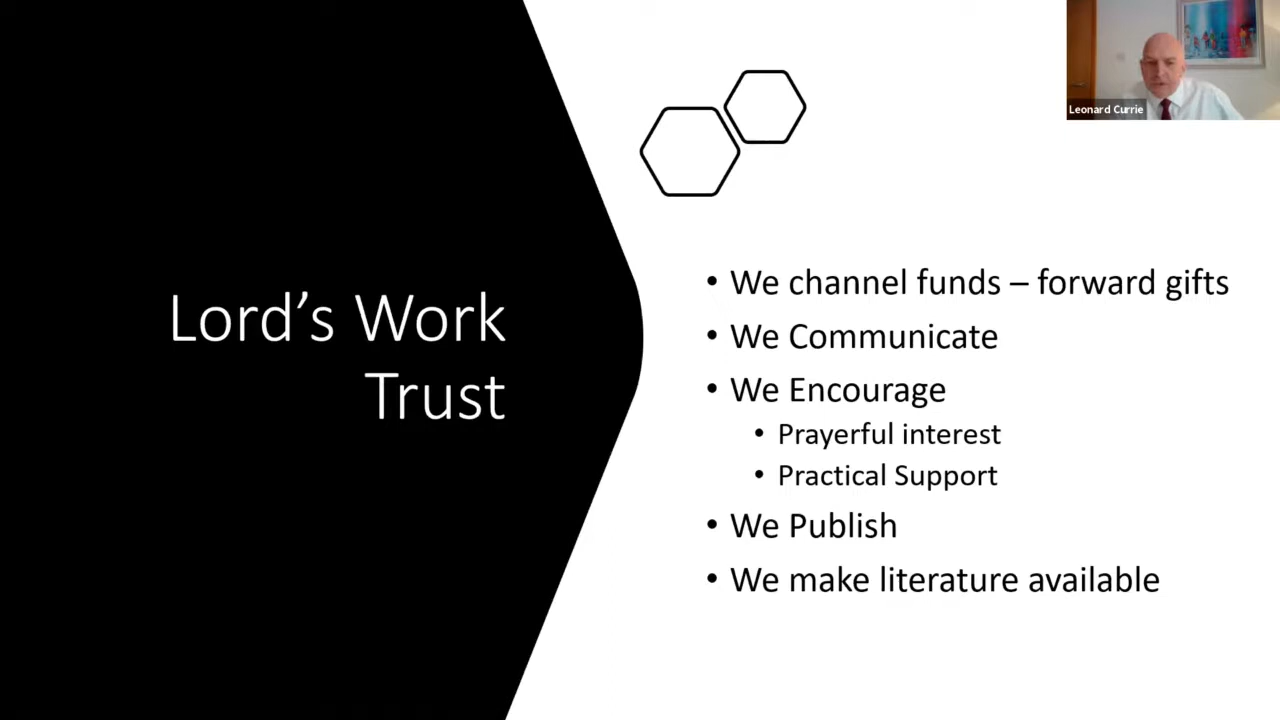 Leonard Currie
Lord's Work
Trust
• We channel funds – forward gifts
• We Communicate
• We Encourage
• Prayerful interest
• Practical Support
• We Publish
• We make literature available